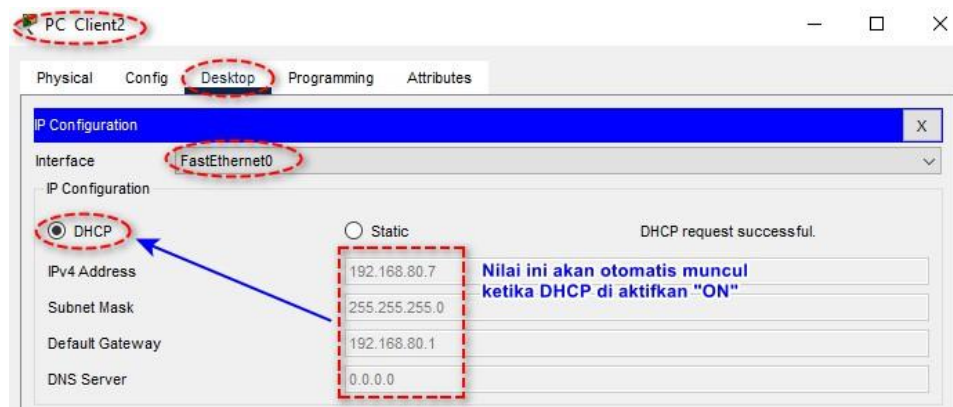 PC Client2
Physical Config Desktop Programming Attributes
IP Configuration X
Interface FastEthernet0
IP Configuration
DHCP Static DHCP request successful.
IPv4 Address 192.168.80.7 Nilai ini akan otomatis muncul
ketika DHCP di aktifkan "ON"
Subnet Mask 255.255.255.0
Default Gateway 192.168.80.1
DNS Server 0.0.0.0